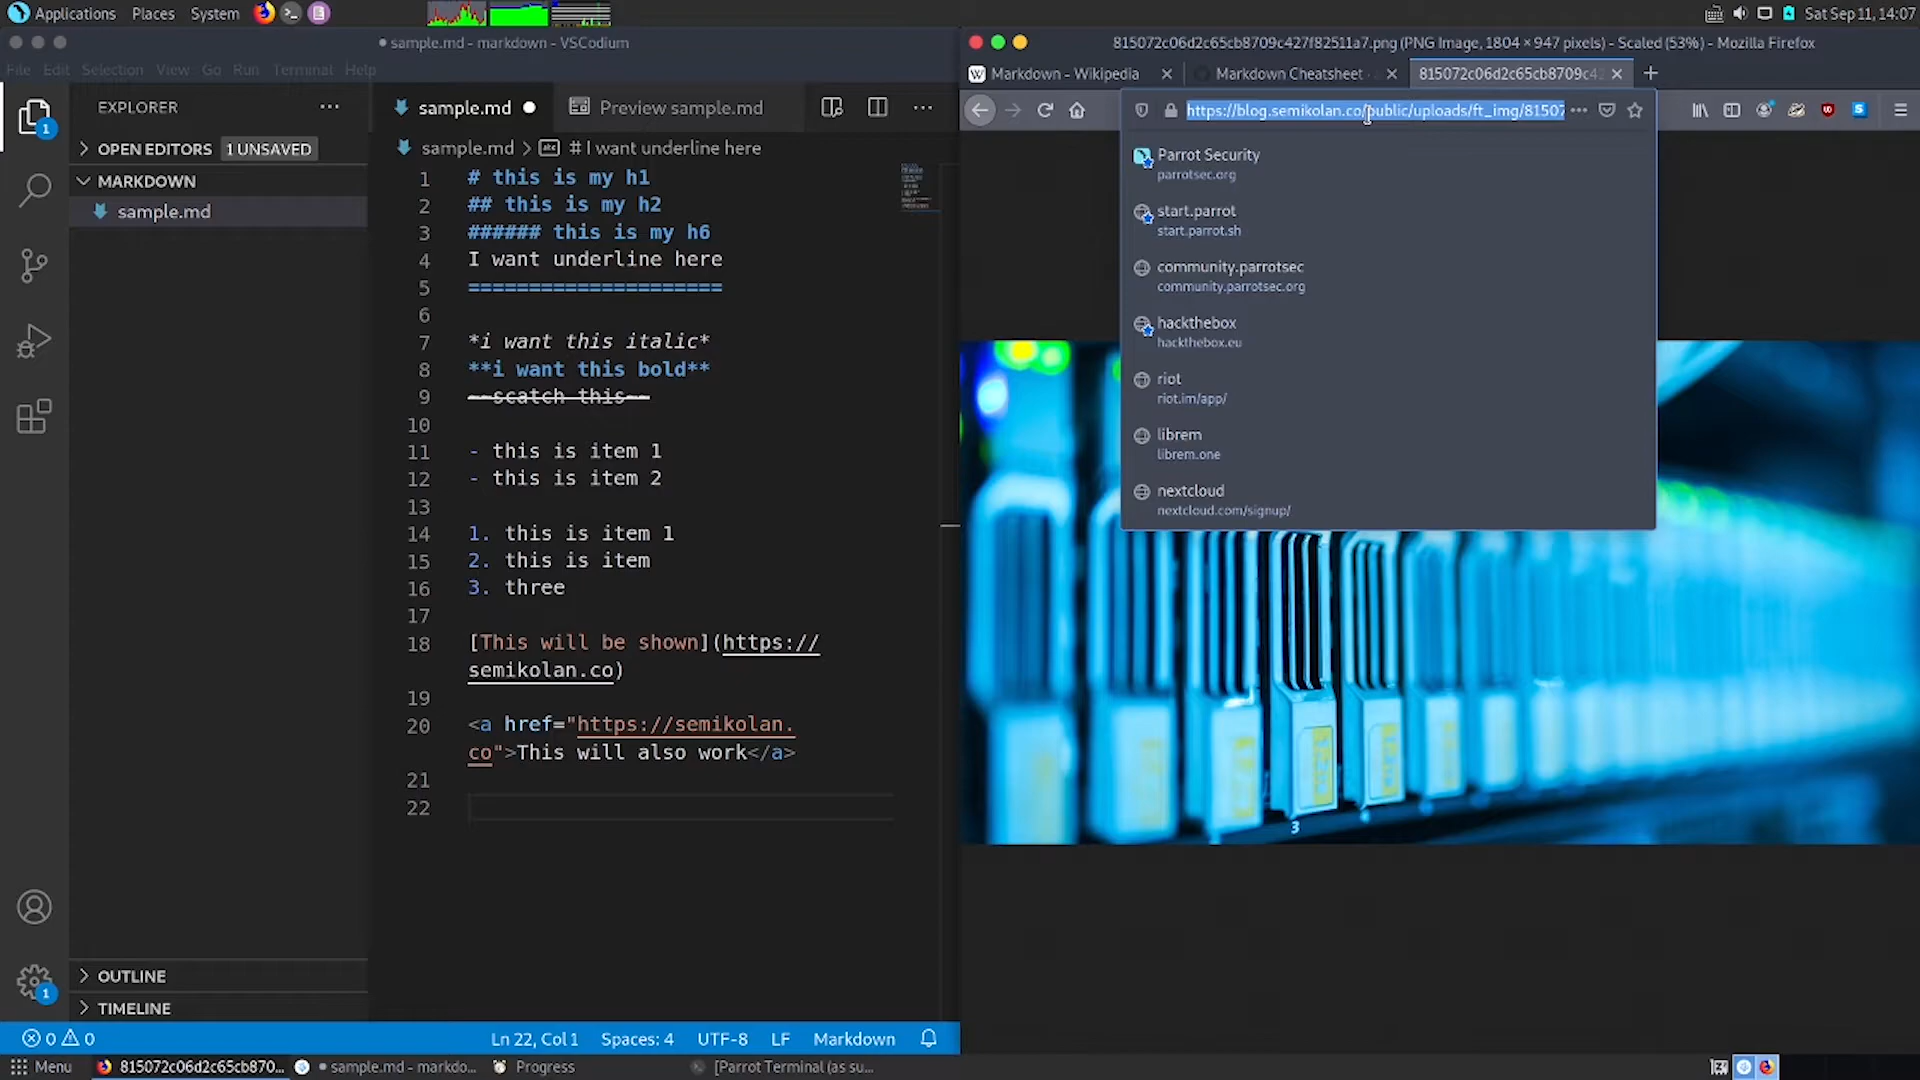 Applications Places System
Sat Sep 11, 14:07
sample.md - markdown - VSCodium
File Edit Selection View Go Run Terminal Help
EXPLORER
OPEN EDITORS 1 UNSAVED
MARKDOWN
sample.md
OUTLINE
TIMELINE
1
1
sample.md
Preview sample.md
sample.md > # I want underline here
1 # this is my h1
2 ## this is my h2
3 ###### this is my h6
4 I want underline here
5 =====================
6
7 *i want this italic*
8 **i want this bold**
9 ~~scatch this~~
10
11 - this is item 1
12 - this is item 2
13
14 1. this is item 1
15 2. this is item
16 3. three
17
18 [This will be shown](https://
semikolan.co)
19
20 <a href="https://semikolan.
co">This will also work</a>
21
22
0 0
Ln 22, Col 1 Spaces: 4 UTF-8 LF Markdown
815072c06d2c65cb8709c427f82511a7.png (PNG Image, 1804 × 947 pixels) - Scaled (53%) - Mozilla Firefox
W Markdown - Wikipedia
Markdown Cheatsheet
815072c06d2c65cb8709c4
https://blog.semikolan.co/public/uploads/ft_img/81507
Parrot Security
parrotsec.org
start.parrot
start.parrot.sh
community.parrotsec
community.parrotsec.org
hackthebox
hackthebox.eu
riot
riot.im/app/
librem
librem.one
nextcloud
nextcloud.com/signup/
3
Menu
815072c06d2c65cb870...
sample.md - markdo...
Progress
[Parrot Terminal (as su...